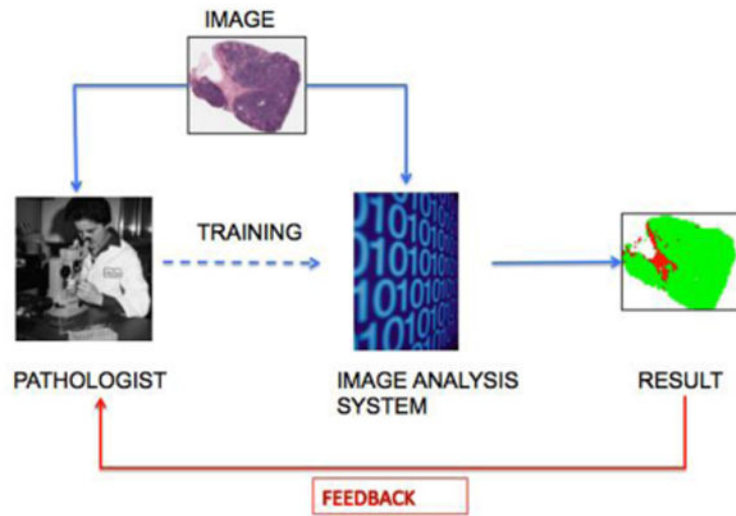 IMAGE
TRAINING
PATHOLOGIST
IMAGE ANALYSIS
SYSTEM
RESULT
FEEDBACK